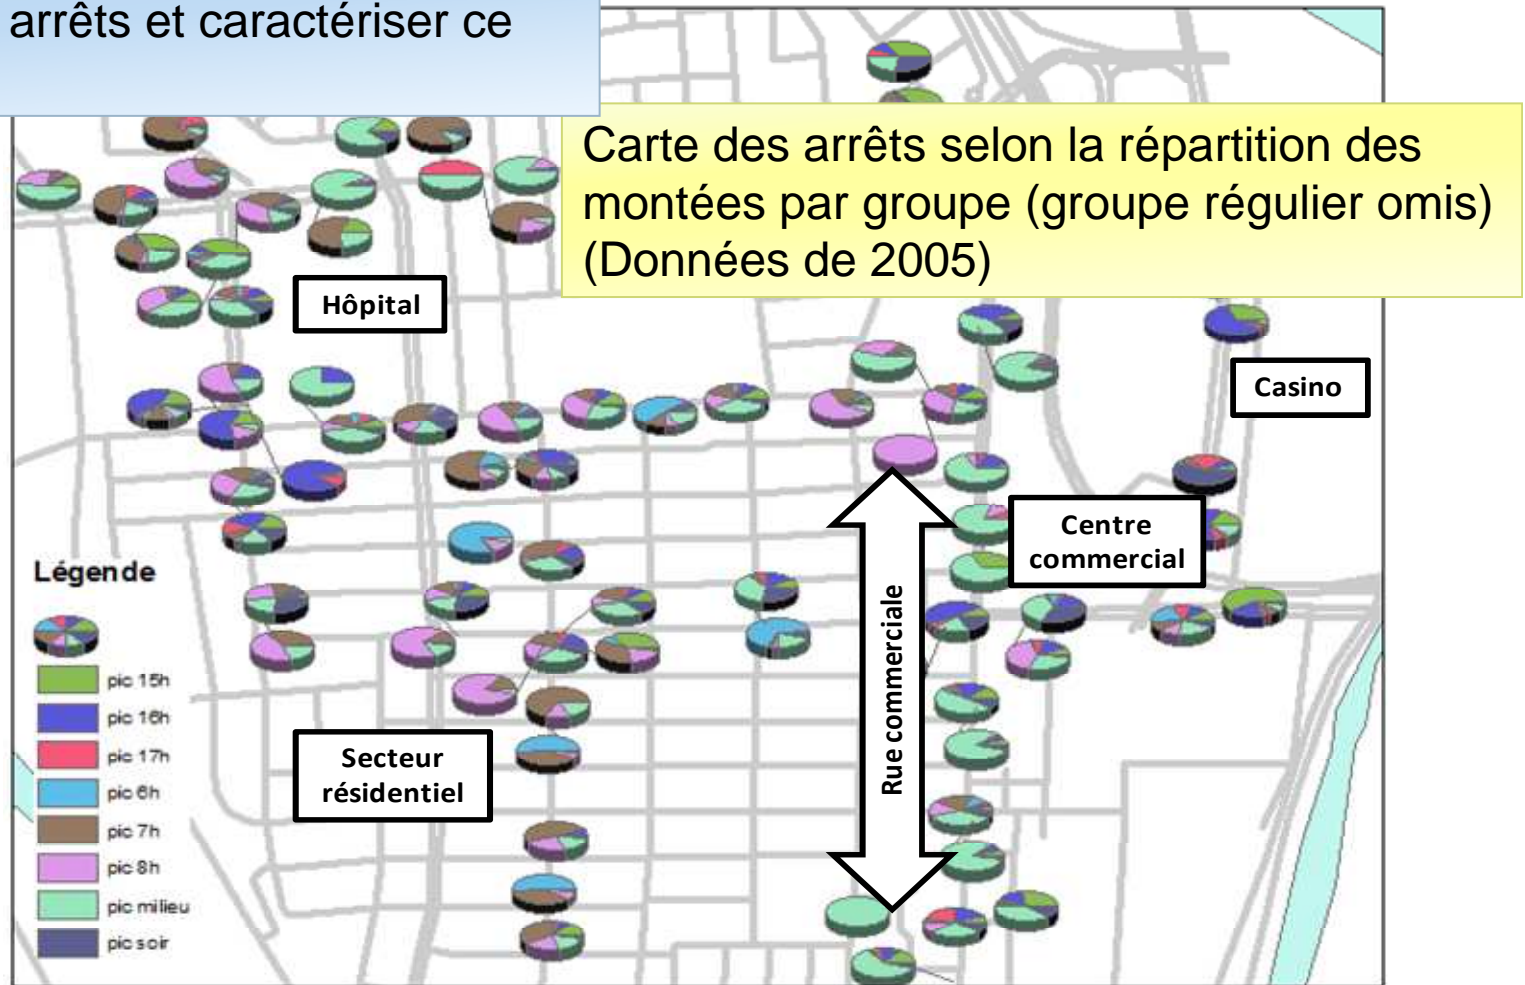 arrêts et caractériser ce
Carte des arrêts selon la répartition des
montées par groupe (groupe régulier omis)
(Données de 2005)
Hôpital
Casino
Centre
commercial
Rue commerciale
Secteur
résidentiel
Légende
pic 15h
pic 16h
pic 17h
pic 6h
pic 7h
pic 8h
pic milieu
pic soir